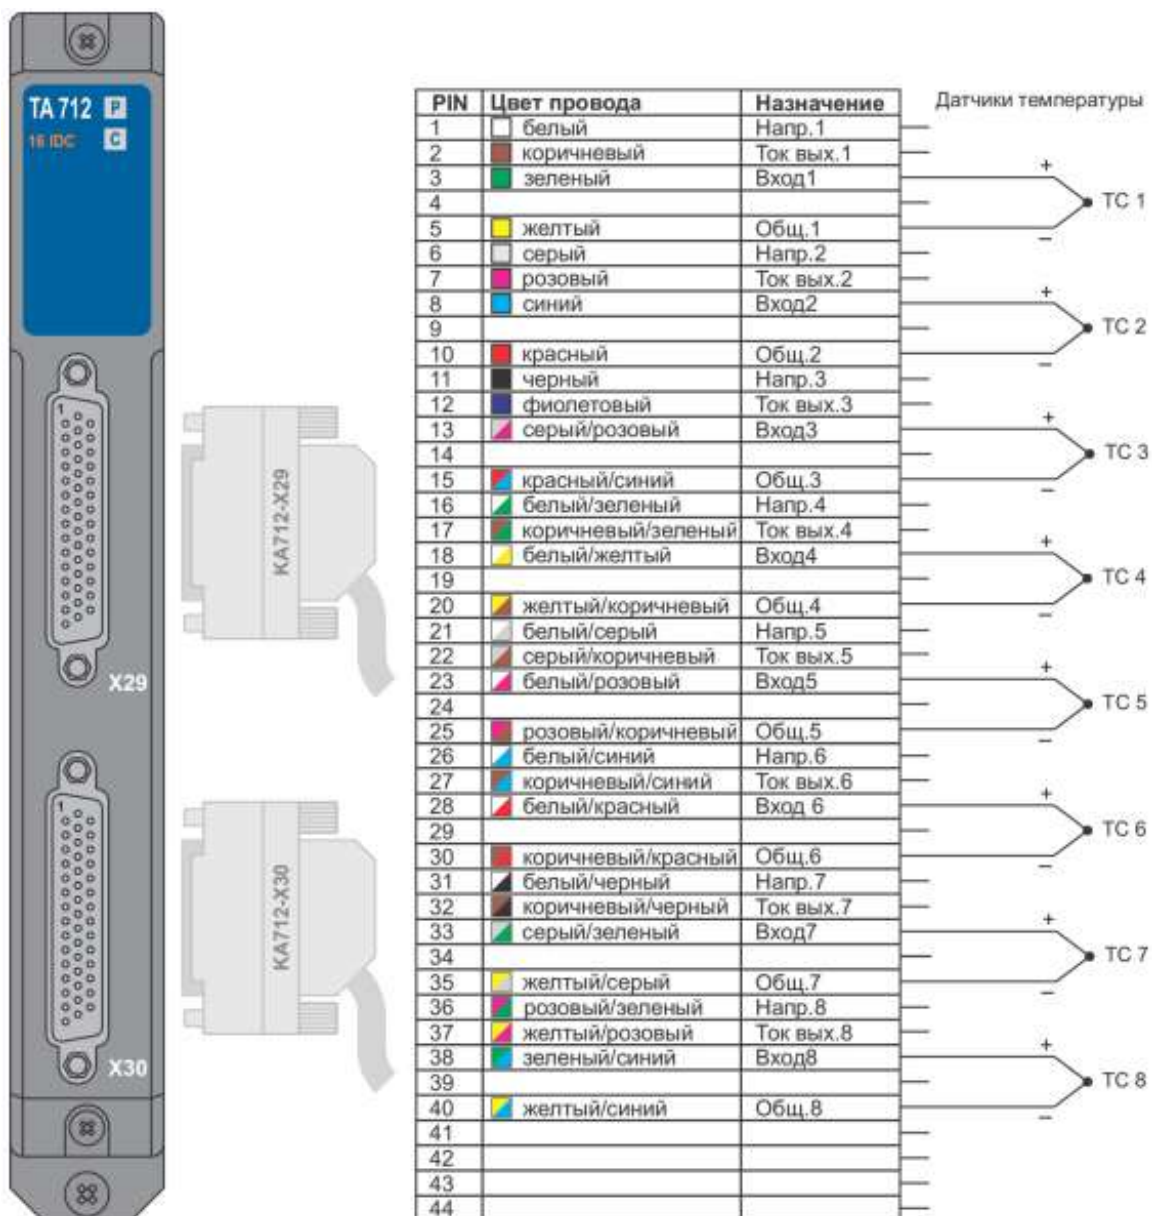 TA 712 P
16 IDC C
1
X29
1
X30
KA712-X29
KA712-X30
PIN Цвет провода Назначение Датчики температуры
1 белый Напр.1
2 коричневый Ток вых.1
3 зеленый Вход1 +
4 TC 1
5 желтый Общ.1 –
6 серый Напр.2
7 розовый Ток вых.2
8 синий Вход2 +
9 TC 2
10 красный Общ.2 –
11 черный Напр.3
12 фиолетовый Ток вых.3
13 серый/розовый Вход3 +
14 TC 3
15 красный/синий Общ.3 –
16 белый/зеленый Напр.4
17 коричневый/зеленый Ток вых.4
18 белый/желтый Вход4 +
19 TC 4
20 желтый/коричневый Общ.4 –
21 белый/серый Напр.5
22 серый/коричневый Ток вых.5
23 белый/розовый Вход5 +
24 TC 5
25 розовый/коричневый Общ.5 –
26 белый/синий Напр.6
27 коричневый/синий Ток вых.6
28 белый/красный Вход 6 +
29 TC 6
30 коричневый/красный Общ.6 –
31 белый/черный Напр.7
32 коричневый/черный Ток вых.7
33 серый/зеленый Вход7 +
34 TC 7
35 желтый/серый Общ.7 –
36 розовый/зеленый Напр.8
37 желтый/розовый Ток вых.8
38 зеленый/синий Вход8 +
39 TC 8
40 желтый/синий Общ.8 –
41
42
43
44